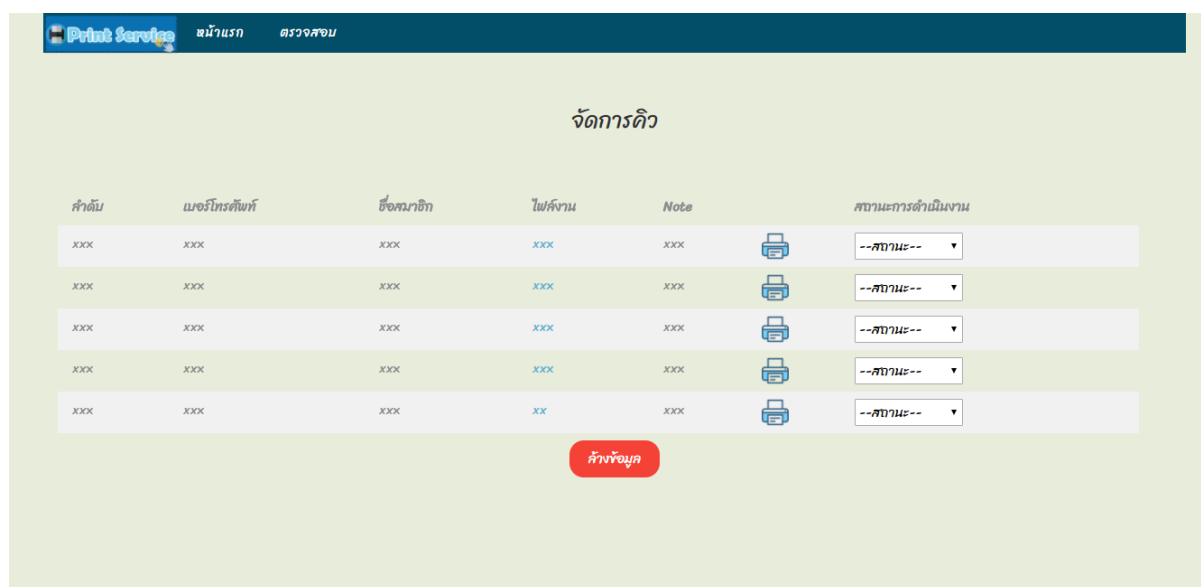 Print Service หน้าแรก ตรวจสอบ
จัดการคิว
ลำดับ เบอร์โทรศัพท์ ชื่อสมาชิก ไฟล์งาน Note สถานะการดำเนินงาน
xxx xxx xxx xxx xxx --สถานะ--
xxx xxx xxx xxx xxx --สถานะ--
xxx xxx xxx xxx xxx --สถานะ--
xxx xxx xxx xxx xxx --สถานะ--
xxx xxx xxx xx xxx --สถานะ--
ล้างข้อมูล